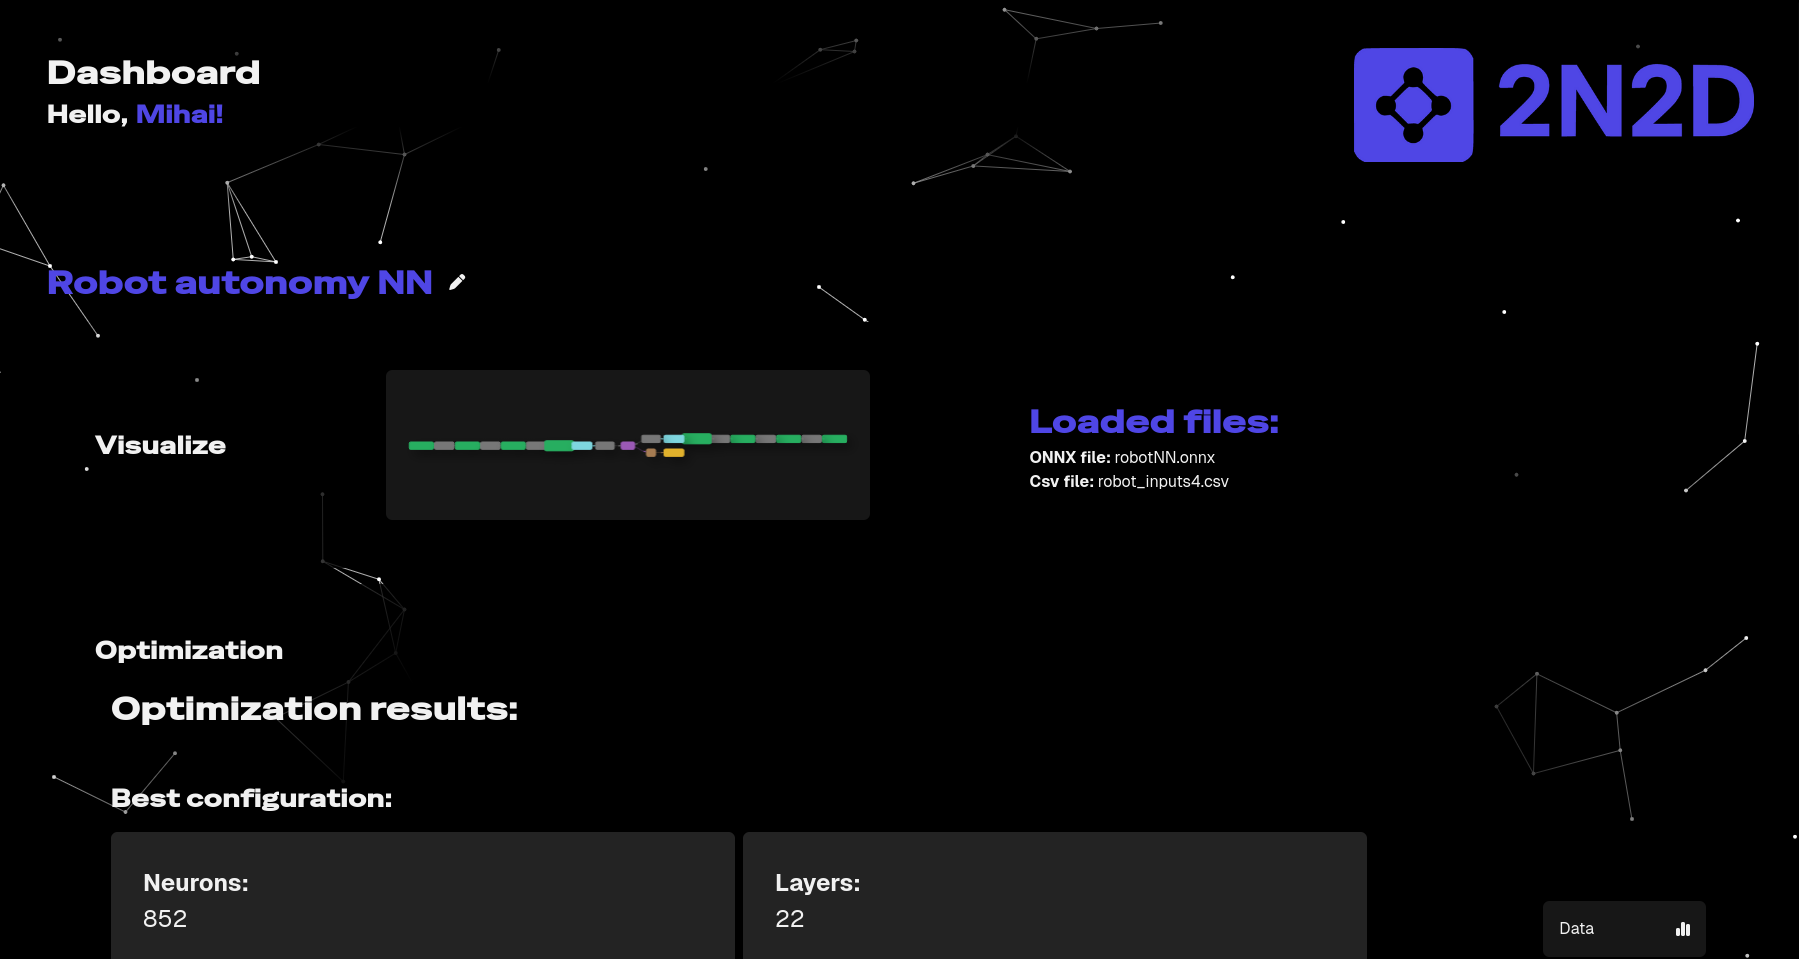 Dashboard
Hello, Mihai!
2N2D
Robot autonomy NN
Visualize
Loaded files:
ONNX file: robotNN.onnx
Csv file: robot_inputs4.csv
Optimization
Optimization results:
Best configuration:
Neurons:
852
Layers:
22
Data